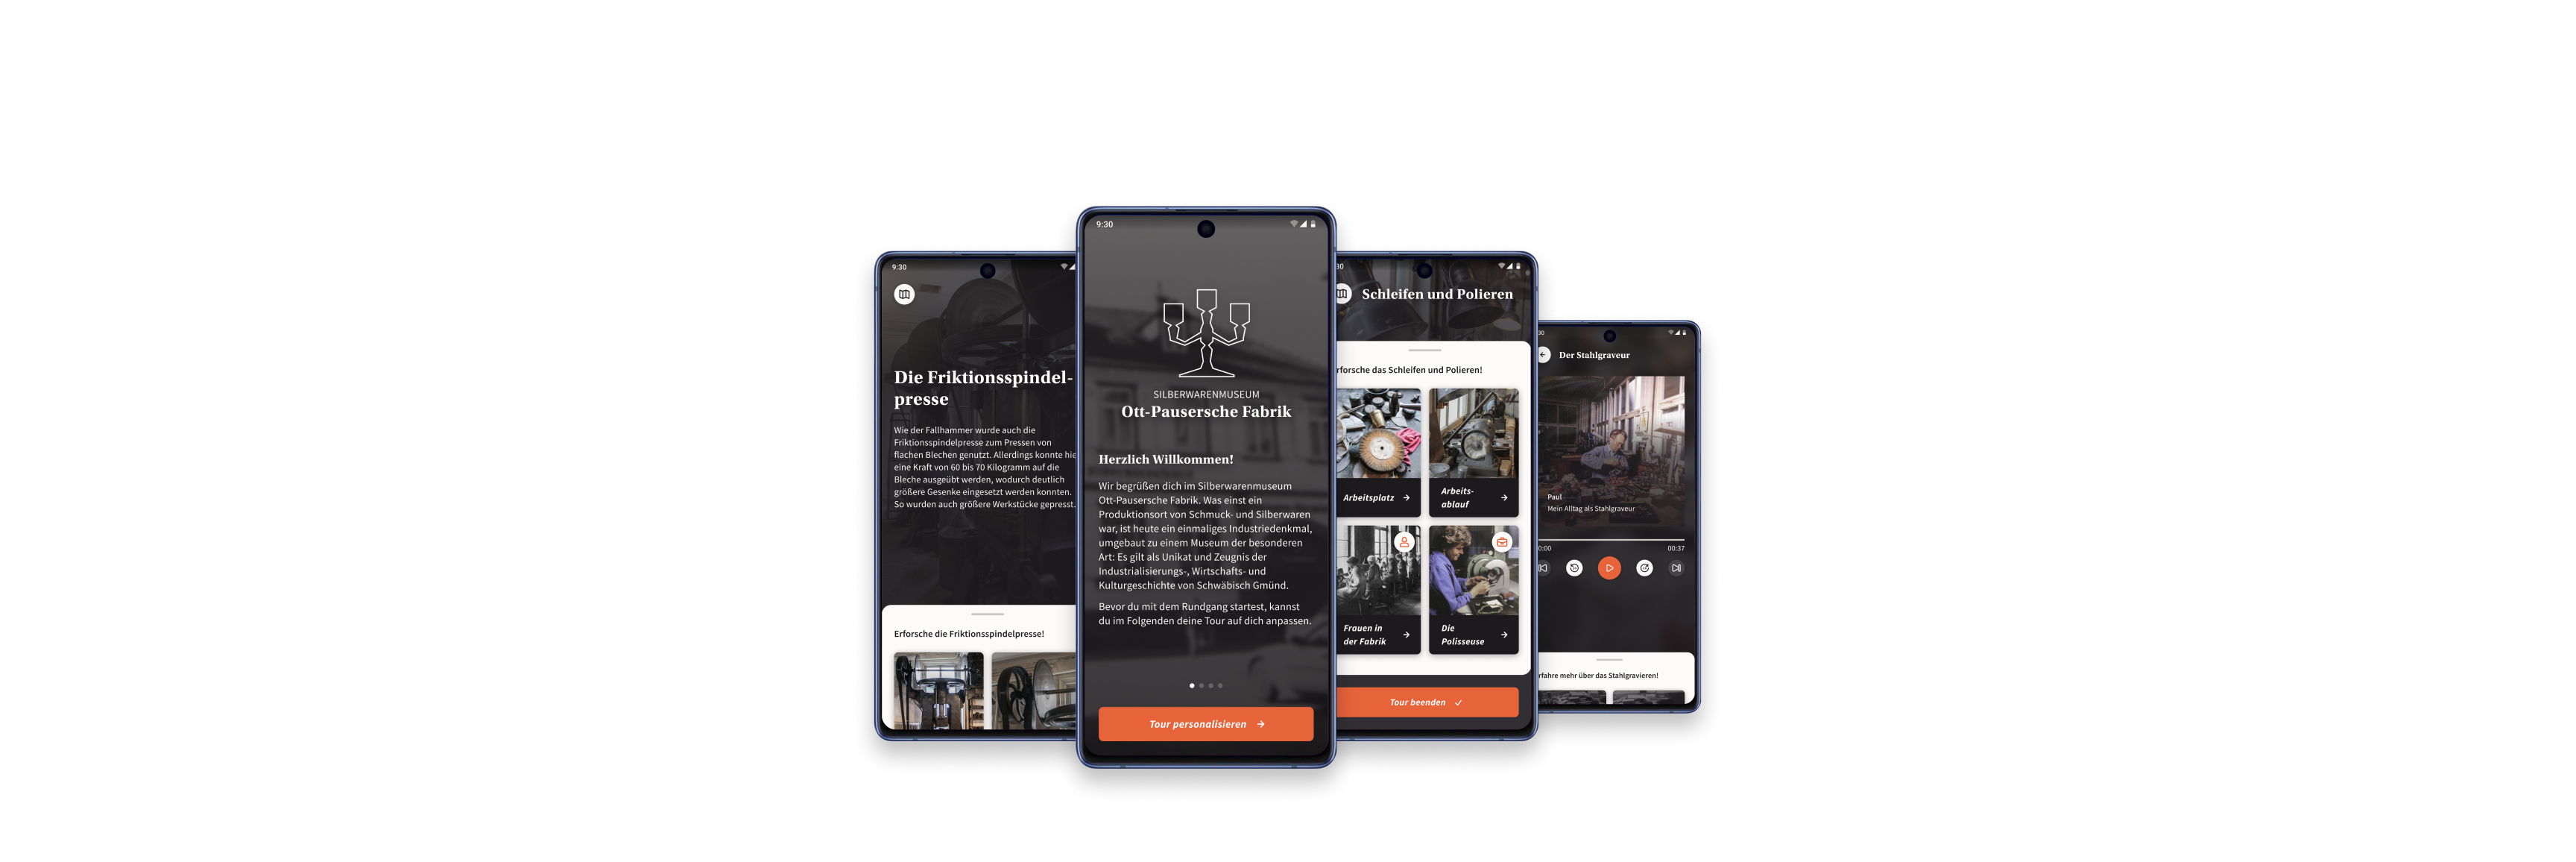 9:30
Die Friktionsspindel-
presse
Wie der Fallhammer wurde auch die
Friktionsspindelpresse zum Pressen von
flachen Blechen genutzt. Allerdings konnte
eine Kraft von 60 bis 70 Kilogramm auf die
Bleche ausgeübt werden, wodurch deutlich
größere Gesenke eingesetzt werden konnten.
So wurden auch größere Werkstücke gepresst.
Erforsche die Friktionsspindelpresse!
9:30
SILBERWARENMUSEUM
Ott-Pausersche Fabrik
Herzlich Willkommen!
Wir begrüßen dich im Silberwarenmuseum
Ott-Pausersche Fabrik. Was einst ein
Produktionsort von Schmuck- und Silberwaren
war, ist heute ein einmaliges Industriedenkmal,
umgebaut zu einem Museum der besonderen
Art: Es gilt als Unikat und Zeugnis der
Industrialisierungs-, Wirtschafts- und
Kulturgeschichte von Schwäbisch Gmünd.
Bevor du mit dem Rundgang startest, kannst
du im Folgenden deine Tour auf dich anpassen.
Tour personalisieren
30
Schleifen und Polieren
rforsche das Schleifen und Polieren!
Arbeitsplatz
Arbeits-
ablauf
Frauen in
der Fabrik
Die
Polisseuse
Tour beenden
30
Der Stahlgraveur
Paul
Mein Alltag als Stahlgraveur
0:00
00:37
rfahre mehr über das Stahlgravieren!